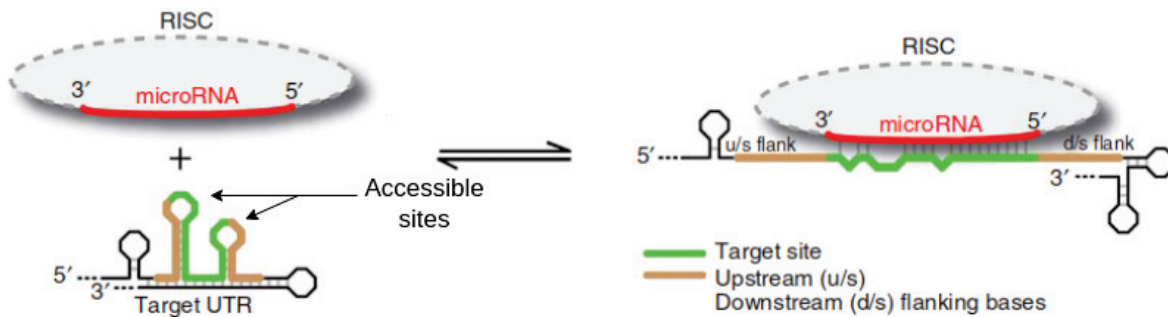 RISC
3′ 5′
microRNA
+
Accessible
sites
5′
3′
Target UTR
RISC
3′ 5′
microRNA
5′ u/s flank d/s flank
3′
Target site
Upstream (u/s)
Downstream (d/s) flanking bases